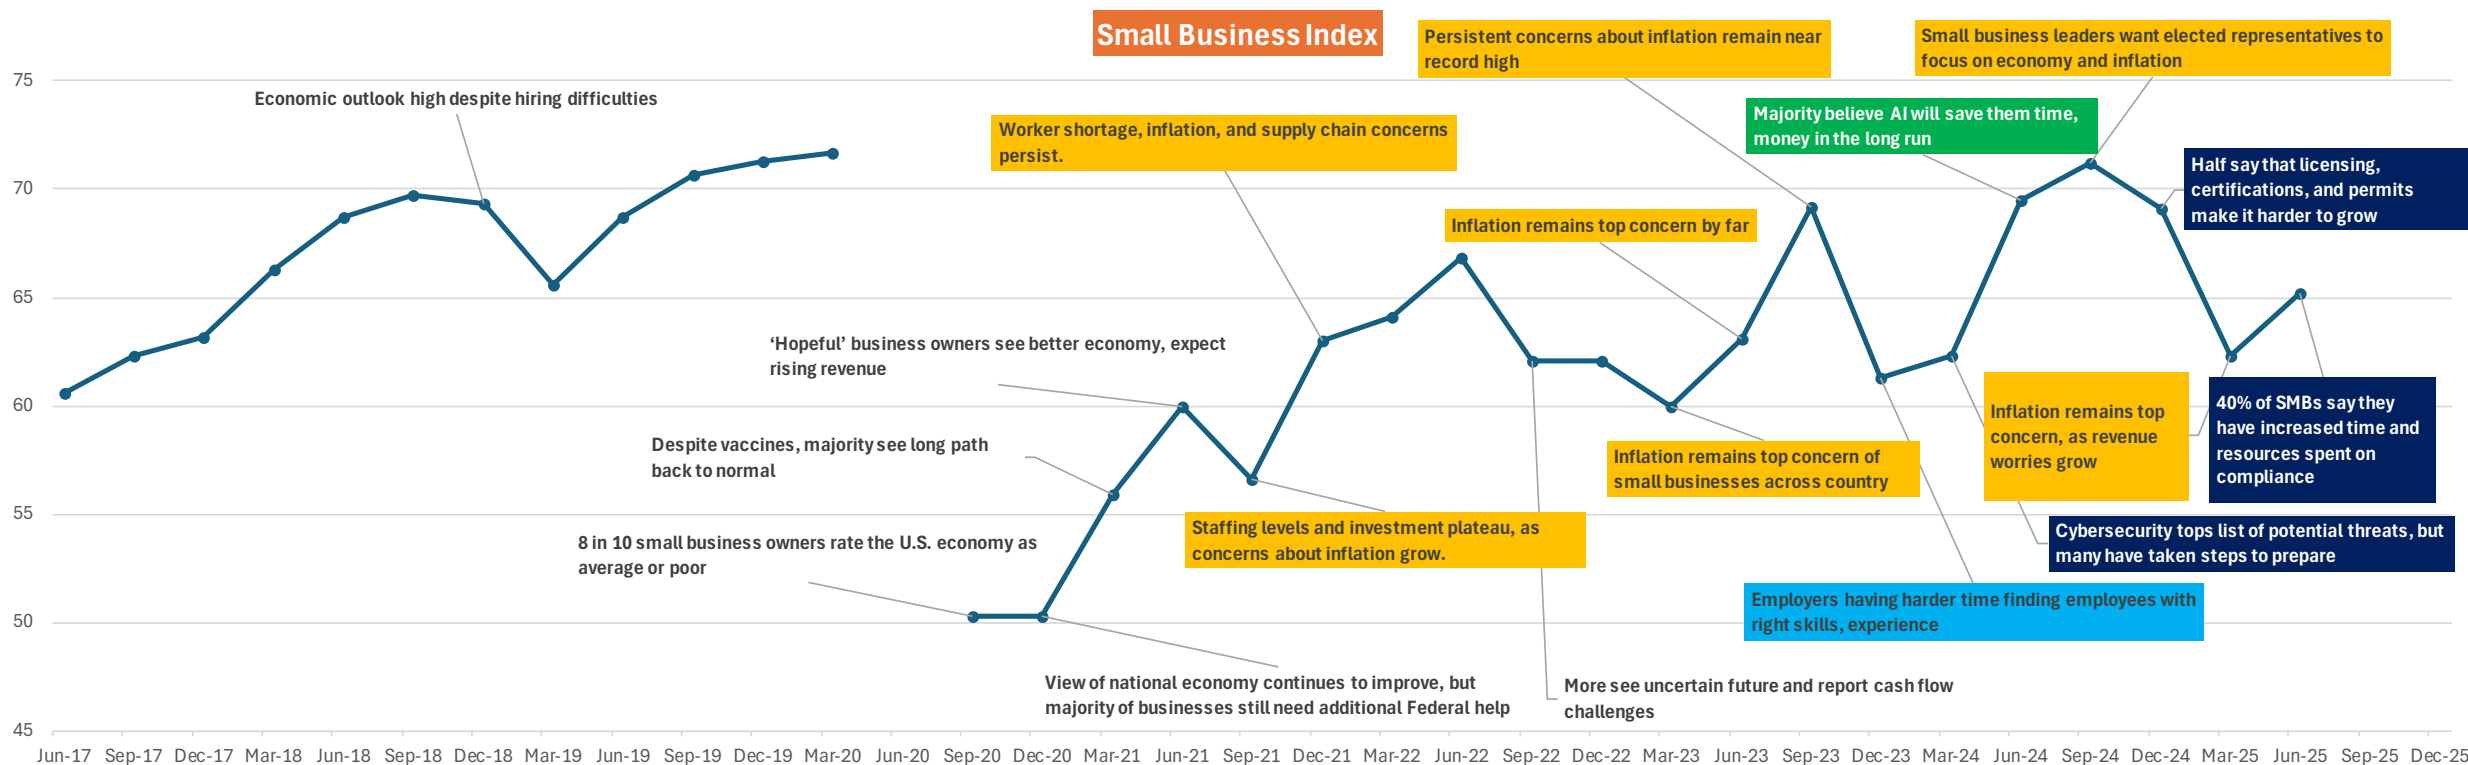 Small Business Index
Persistent concerns about inflation remain near
record high
Small business leaders want elected representatives to
focus on economy and inflation
75
Economic outlook high despite hiring difficulties
Majority believe AI will save them time,
money in the long run
Worker shortage, inflation, and supply chain concerns
persist.
Half say that licensing,
certifications, and permits
make it harder to grow
70
Inflation remains top concern by far
65
‘Hopeful’ business owners see better economy, expect
rising revenue
60
Inflation remains top
concern, as revenue
worries grow
40% of SMBs say they
have increased time and
resources spent on
compliance
Despite vaccines, majority see long path
back to normal
Inflation remains top concern of
small businesses across country
55
Staffing levels and investment plateau, as
concerns about inflation grow.
Cybersecurity tops list of potential threats, but
many have taken steps to prepare
8 in 10 small business owners rate the U.S. economy as
average or poor
Employers having harder time finding employees with
right skills, experience
50
View of national economy continues to improve, but
majority of businesses still need additional Federal help
More see uncertain future and report cash flow
challenges
45
Jun-17 Sep-17 Dec-17 Mar-18 Jun-18 Sep-18 Dec-18 Mar-19 Jun-19 Sep-19 Dec-19 Mar-20 Jun-20 Sep-20 Dec-20 Mar-21 Jun-21 Sep-21 Dec-21 Mar-22 Jun-22 Sep-22 Dec-22 Mar-23 Jun-23 Sep-23 Dec-23 Mar-24 Jun-24 Sep-24 Dec-24 Mar-25 Jun-25 Sep-25 Dec-25